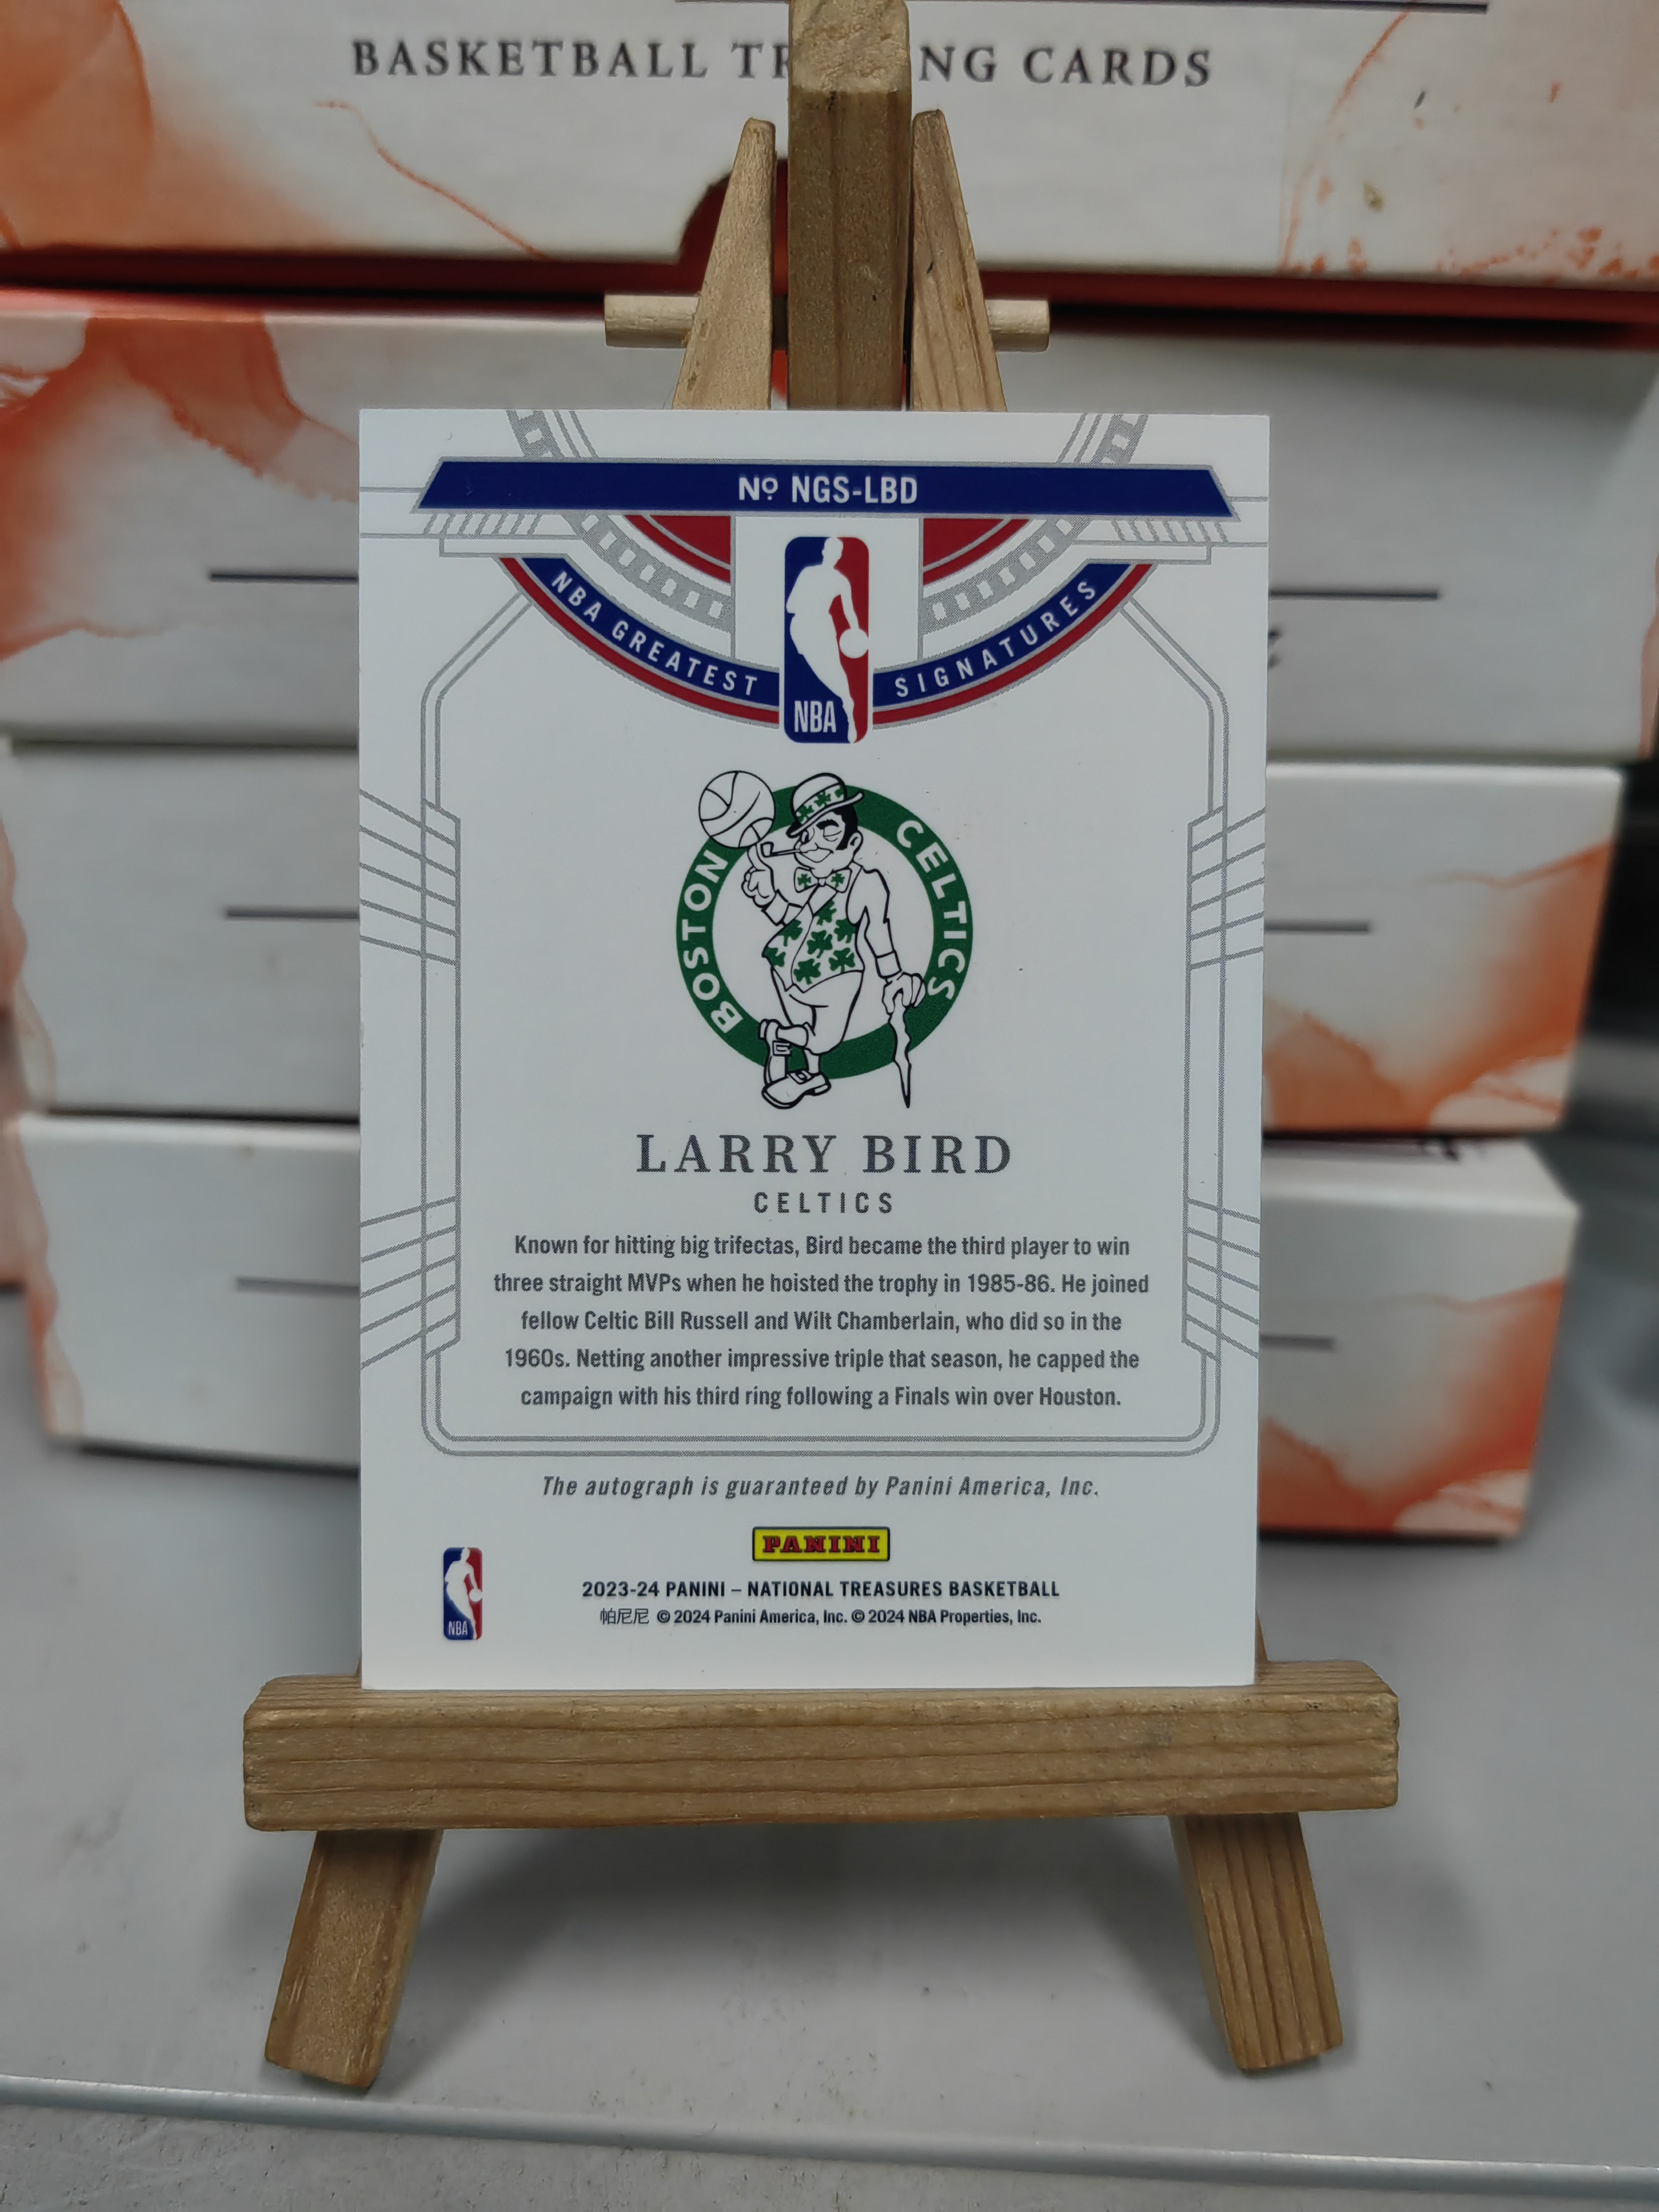 BASKETBALL TR NG CARDS
Nº NGS-LBD
NBA GREATEST SIGNATURES
NBA
BOSTON CELTICS
LARRY BIRD
CELTICS
Known for hitting big trifectas, Bird became the third player to win
three straight MVPs when he hoisted the trophy in 1985-86. He joined
fellow Celtic Bill Russell and Wilt Chamberlain, who did so in the
1960s. Netting another impressive triple that season, he capped the
campaign with his third ring following a Finals win over Houston.
The autograph is guaranteed by Panini America, Inc.
PANINI
2023-24 PANINI – NATIONAL TREASURES BASKETBALL
帕尼尼 © 2024 Panini America, Inc. © 2024 NBA Properties, Inc.
NBA